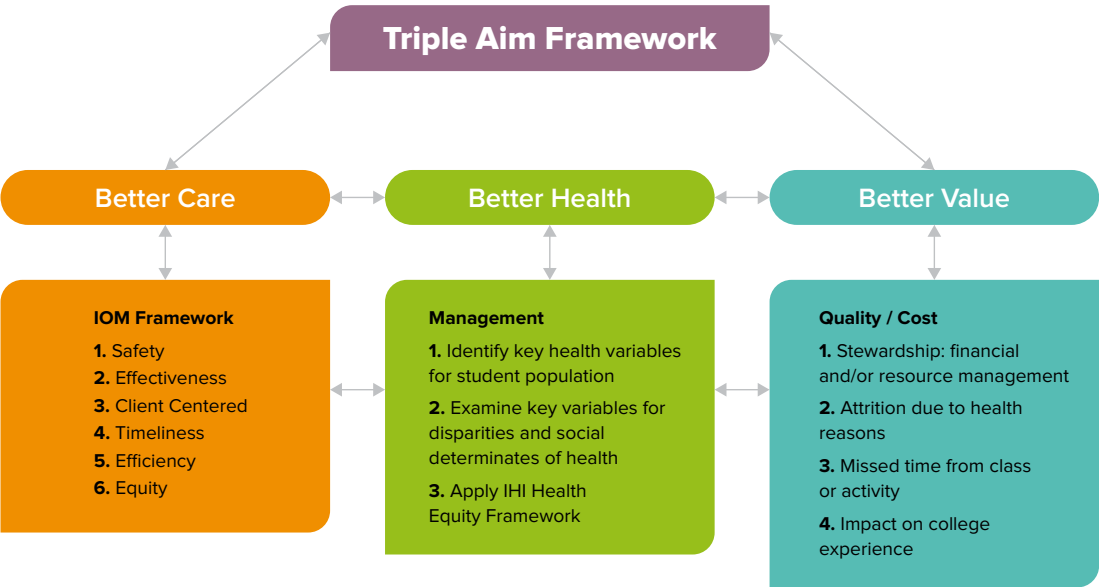 Triple Aim Framework
Better Care
Better Health
Better Value
IOM Framework
1. Safety
2. Effectiveness
3. Client Centered
4. Timeliness
5. Efficiency
6. Equity
Management
1. Identify key health variables
for student population
2. Examine key variables for
disparities and social
determinates of health
3. Apply IHI Health
Equity Framework
Quality / Cost
1. Stewardship: financial
and/or resource management
2. Attrition due to health
reasons
3. Missed time from class
or activity
4. Impact on college
experience